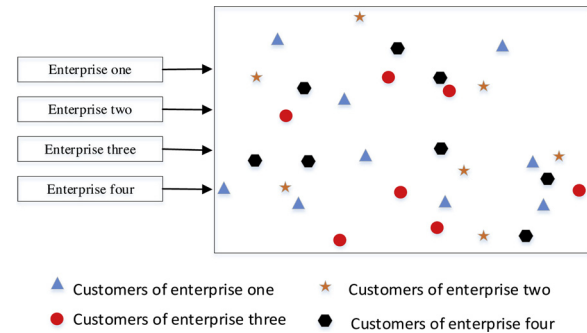 Enterprise one
Enterprise two
Enterprise three
Enterprise four
Customers of enterprise one
Customers of enterprise two
Customers of enterprise three
Customers of enterprise four